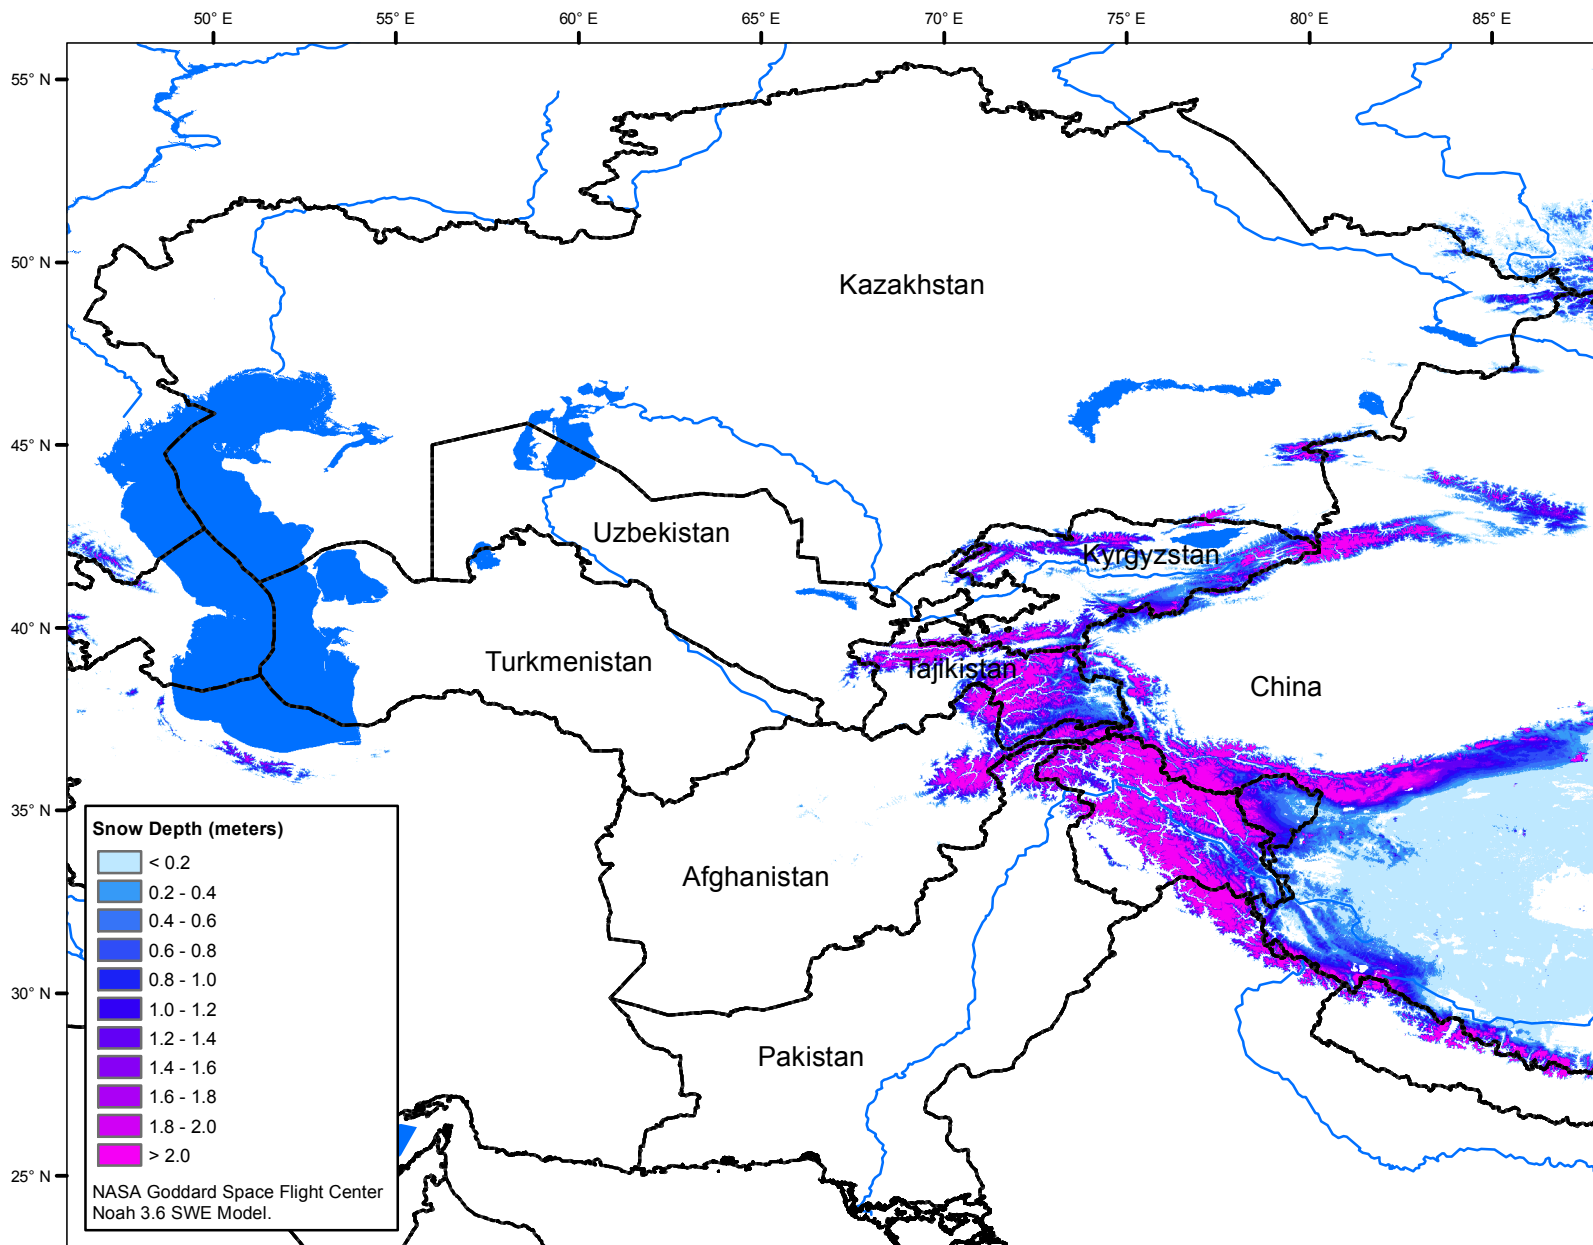 50° E
55° E
60° E
65° E
70° E
75° E
80° E
85° E
55° N
50° N
45° N
40° N
35° N
30° N
25° N
Kazakhstan
Uzbekistan
Kyrgyzstan
Turkmenistan
Tajikistan
China
Afghanistan
Pakistan
Snow Depth (meters)
< 0.2
0.2 - 0.4
0.4 - 0.6
0.6 - 0.8
0.8 - 1.0
1.0 - 1.2
1.2 - 1.4
1.4 - 1.6
1.6 - 1.8
1.8 - 2.0
> 2.0
NASA Goddard Space Flight Center
Noah 3.6 SWE Model.